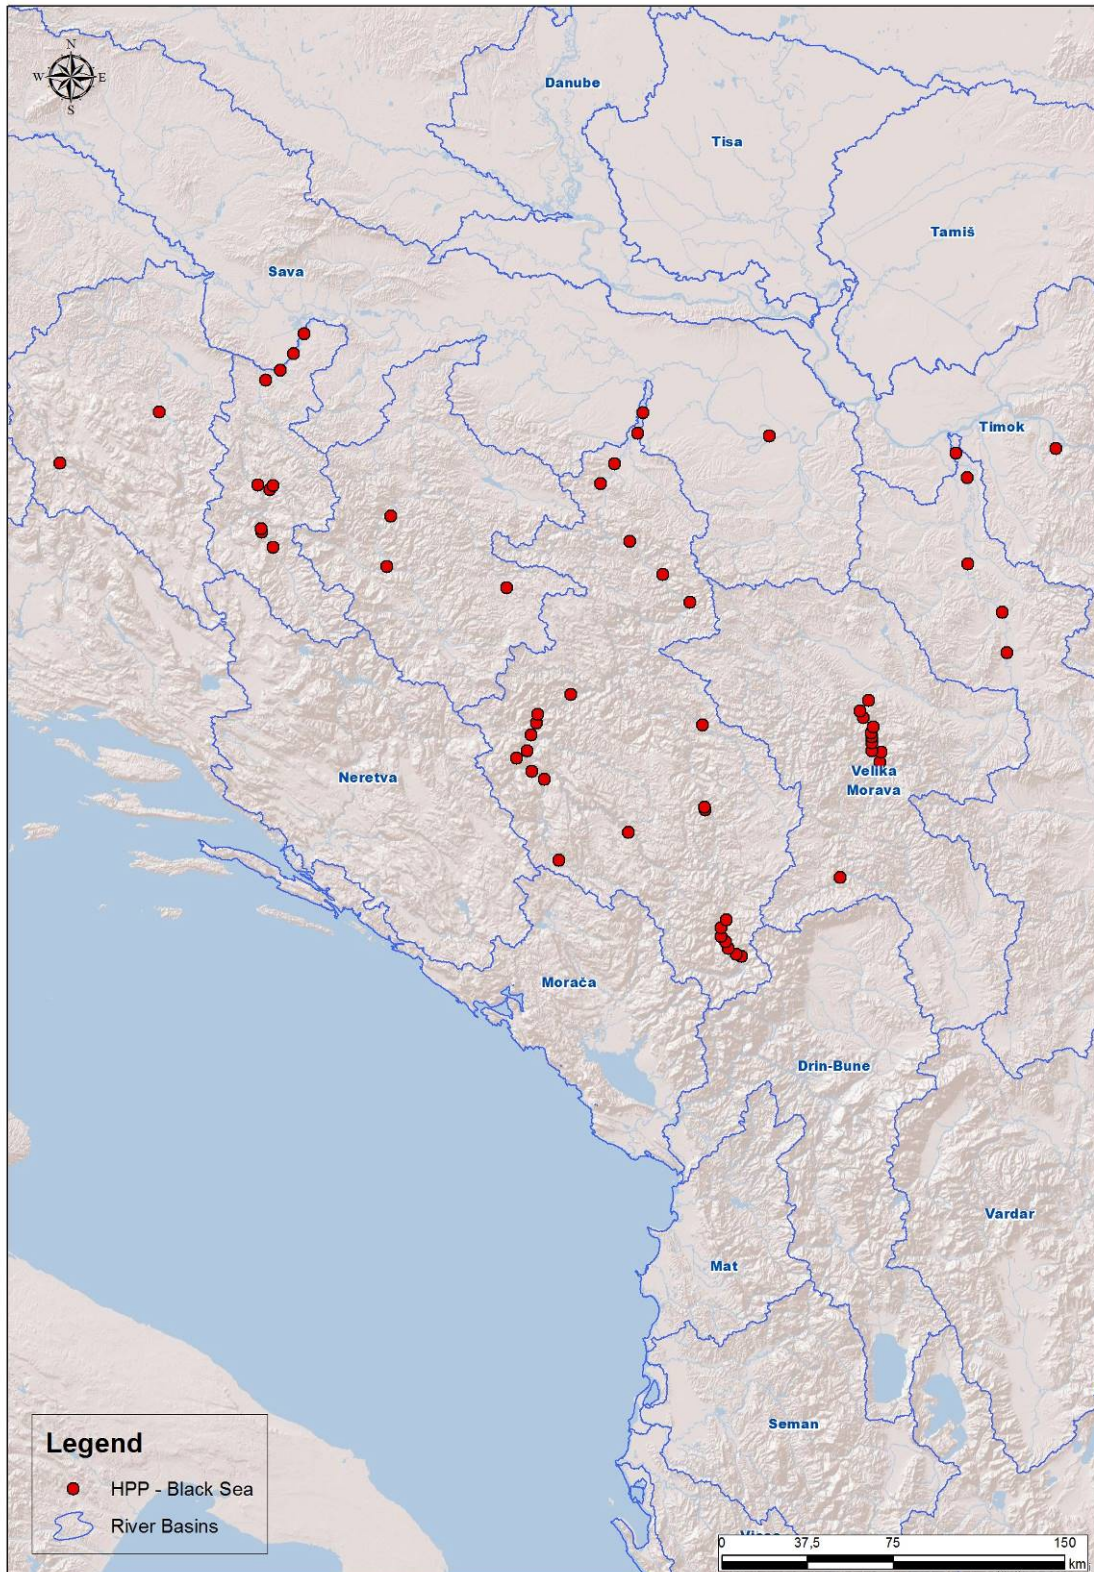 N
W E
S
Danube
Tisa
Tamiš
Sava
Timok
Neretva
Velika
Morava
Morača
Drin-Bune
Vardar
Mat
Seman
Legend
HPP - Black Sea
River Basins
0 37,5 75 150
km